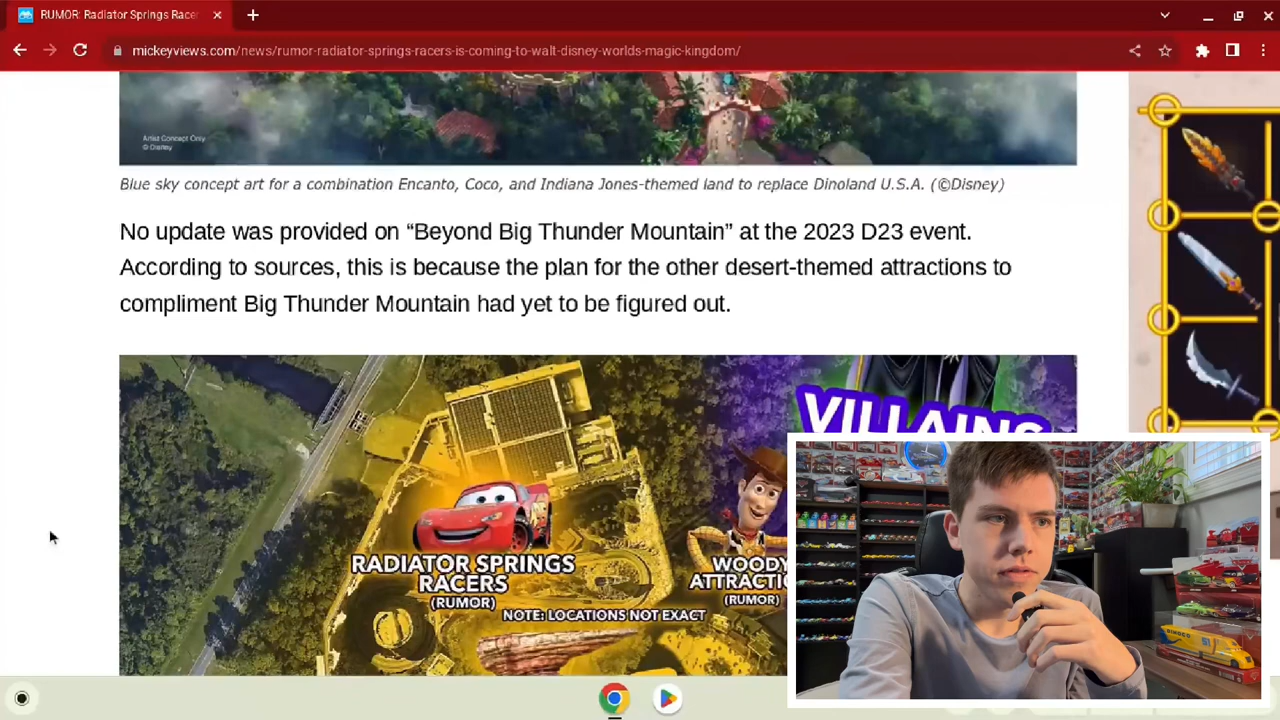 RUMOR: Radiator Springs Race
mickeyviews.com/news/rumor-radiator-springs-racers-is-coming-to-walt-disney-worlds-magic-kingdom/
Artist Concept Only
© Disney
Blue sky concept art for a combination Encanto, Coco, and Indiana Jones-themed land to replace Dinoland U.S.A. (©Disney)
No update was provided on “Beyond Big Thunder Mountain” at the 2023 D23 event.
According to sources, this is because the plan for the other desert-themed attractions to
compliment Big Thunder Mountain had yet to be figured out.
VILLAINS
RADIATOR SPRINGS
RACERS
(RUMOR)
WOODY
ATTRACTIO
(RUMOR)
NOTE: LOCATIONS NOT EXACT